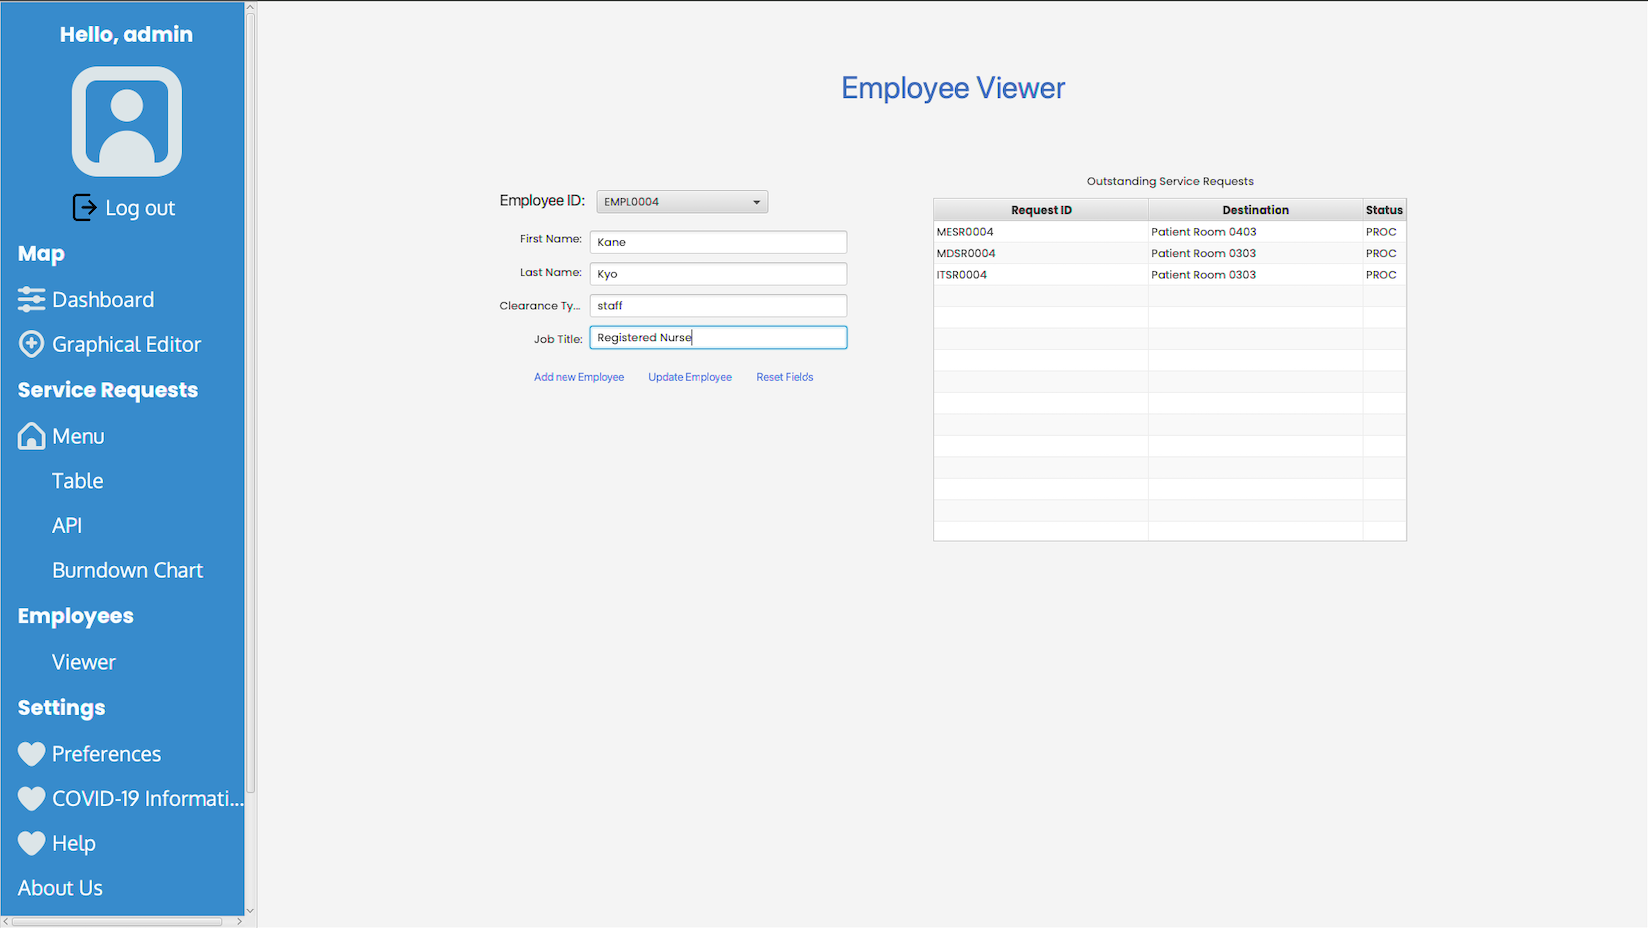 Hello, admin
Log out
Map
Dashboard
Graphical Editor
Service Requests
Menu
Table
API
Burndown Chart
Employees
Viewer
Settings
Preferences
COVID-19 Informati...
Help
About Us
Employee Viewer
Employee ID: EMPL0004
First Name: Kane
Last Name: Kyo
Clearance Ty... staff
Job Title: Registered Nurse
Add new Employee Update Employee Reset Fields
Outstanding Service Requests
Request ID Destination Status
MESR0004 Patient Room 0403 PROC
MDSR0004 Patient Room 0303 PROC
ITSR0004 Patient Room 0303 PROC